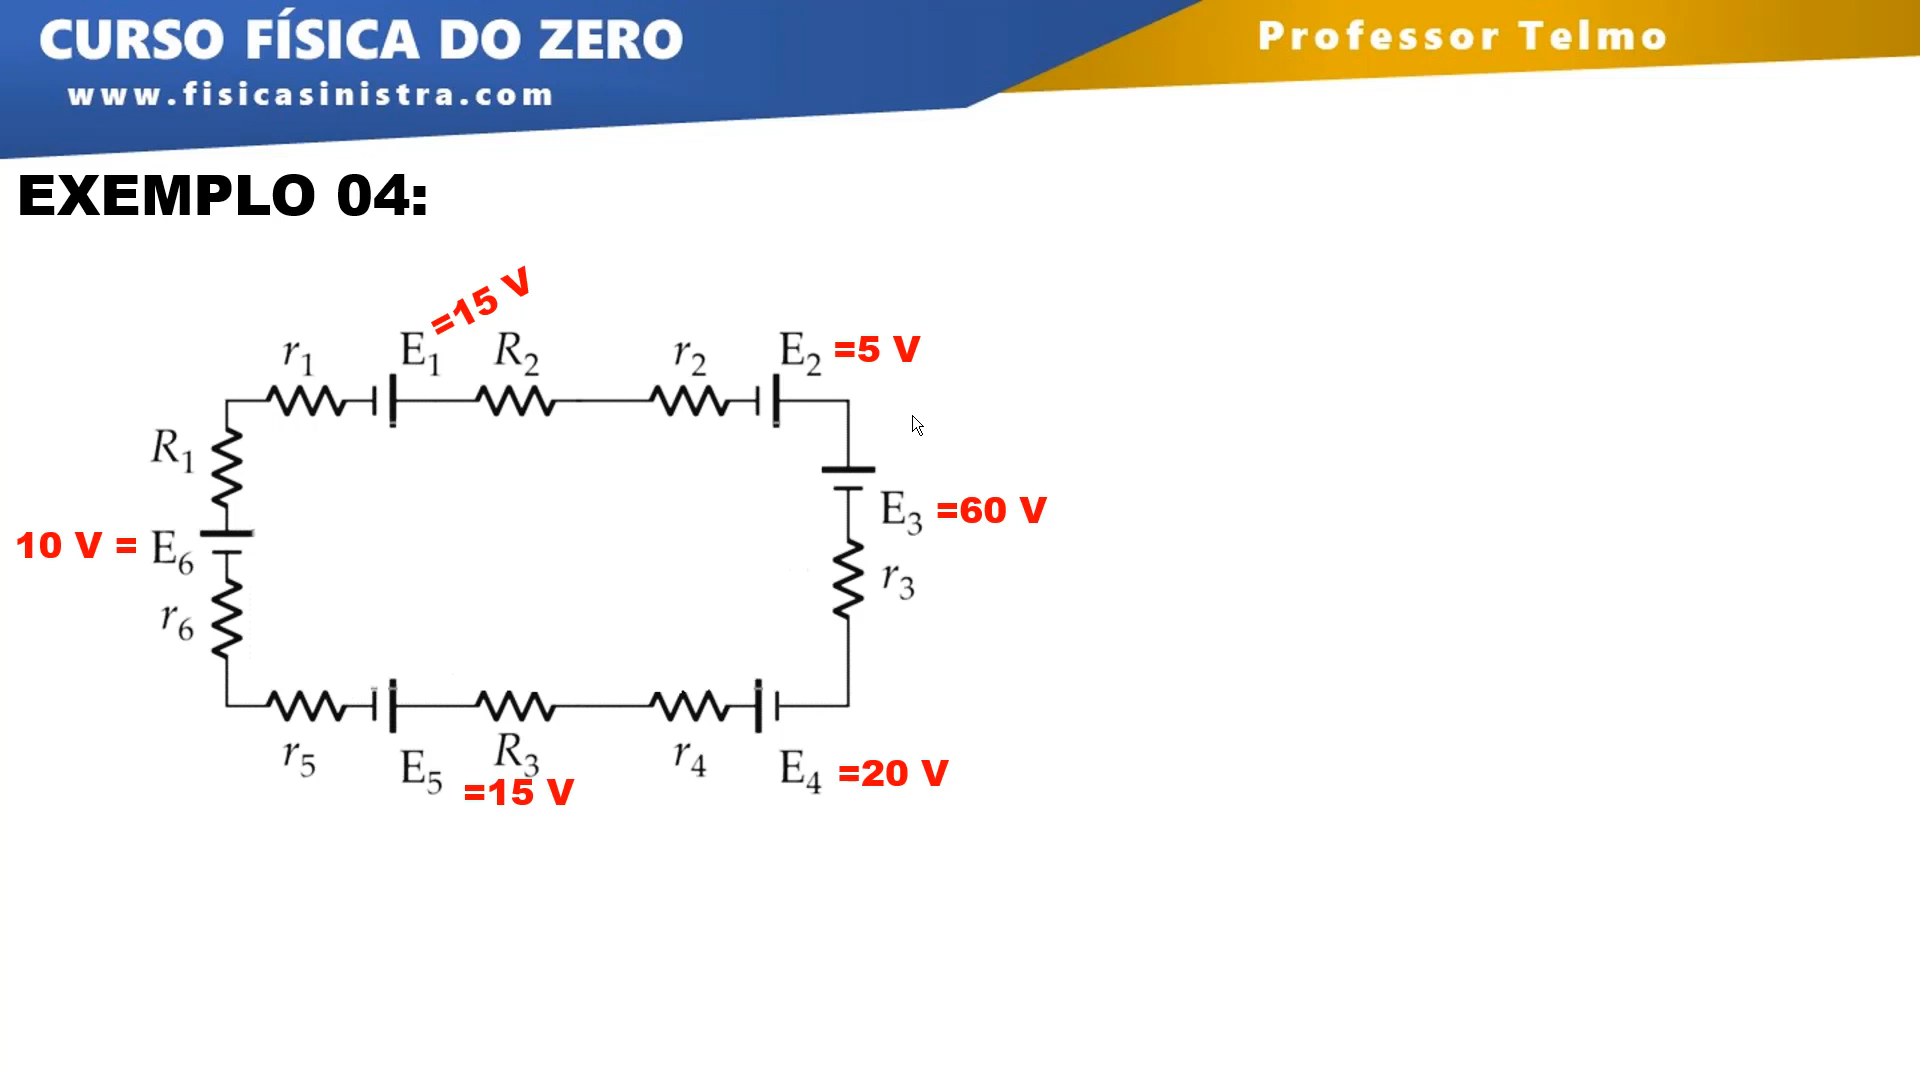 CURSO FÍSICA DO ZERO
Professor Telmo
www.fisicasinistra.com
EXEMPLO 04:
=15 V
r1 E1 R2 r2 E2 =5 V
R1
E3 =60 V
10 V = E6
r3
r6
r5 E5 R3 r4 E4 =20 V
=15 V